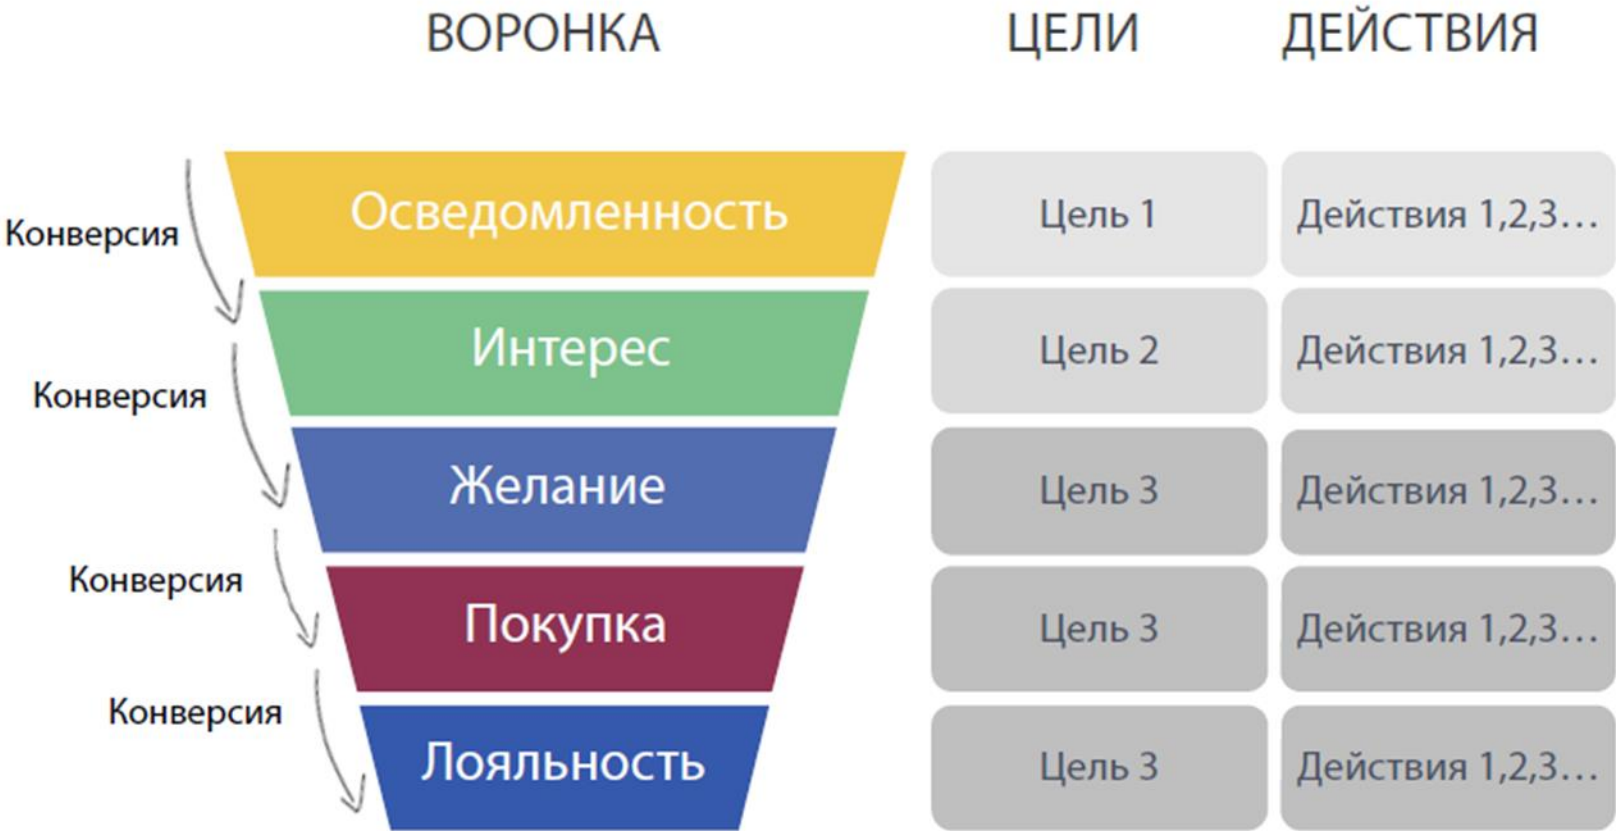 ВОРОНКА ЦЕЛИ ДЕЙСТВИЯ
Осведомленность Цель 1 Действия 1,2,3...
Конверсия
Интерес Цель 2 Действия 1,2,3...
Конверсия
Желание Цель 3 Действия 1,2,3...
Конверсия
Покупка Цель 3 Действия 1,2,3...
Конверсия
Лояльность Цель 3 Действия 1,2,3...